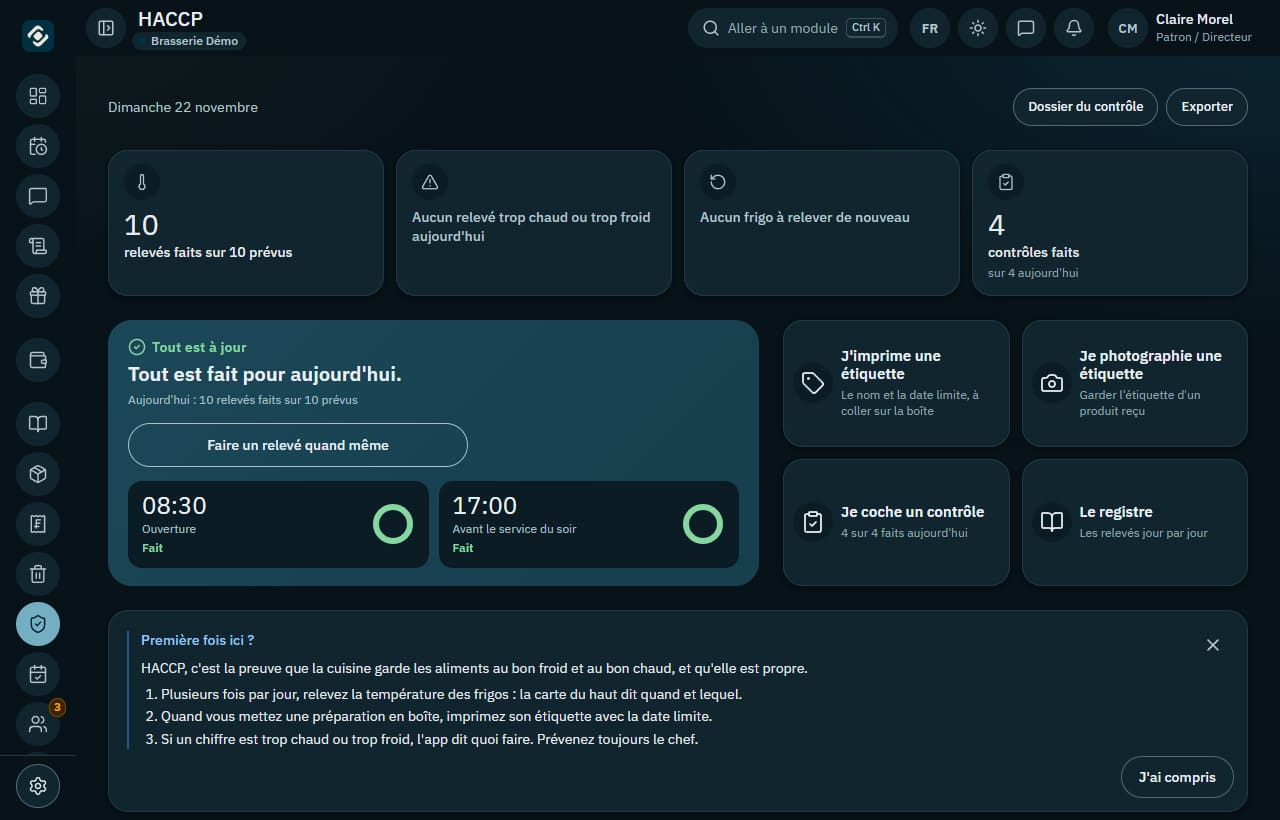 HACCP
Brasserie Démo
Aller à un module
Ctrl K
FR
CM
Claire Morel
Patron / Directeur
Dimanche 22 novembre
Dossier du contrôle
Exporter
10
relevés faits sur 10 prévus
Aucun relevé trop chaud ou trop froid
aujourd'hui
Aucun frigo à relever de nouveau
4
contrôles faits
sur 4 aujourd'hui
Tout est à jour
Tout est fait pour aujourd'hui.
Aujourd'hui : 10 relevés faits sur 10 prévus
Faire un relevé quand même
08:30
Ouverture
Fait
17:00
Avant le service du soir
Fait
J'imprime une
étiquette
Le nom et la date limite, à
coller sur la boîte
Je photographie une
étiquette
Garder l'étiquette d'un
produit reçu
Je coche un contrôle
4 sur 4 faits aujourd'hui
Le registre
Les relevés jour par jour
3
Première fois ici ?
HACCP, c'est la preuve que la cuisine garde les aliments au bon froid et au bon chaud, et qu'elle est propre.
1. Plusieurs fois par jour, relevez la température des frigos : la carte du haut dit quand et lequel.
2. Quand vous mettez une préparation en boîte, imprimez son étiquette avec la date limite.
3. Si un chiffre est trop chaud ou trop froid, l'app dit quoi faire. Prévenez toujours le chef.
J'ai compris